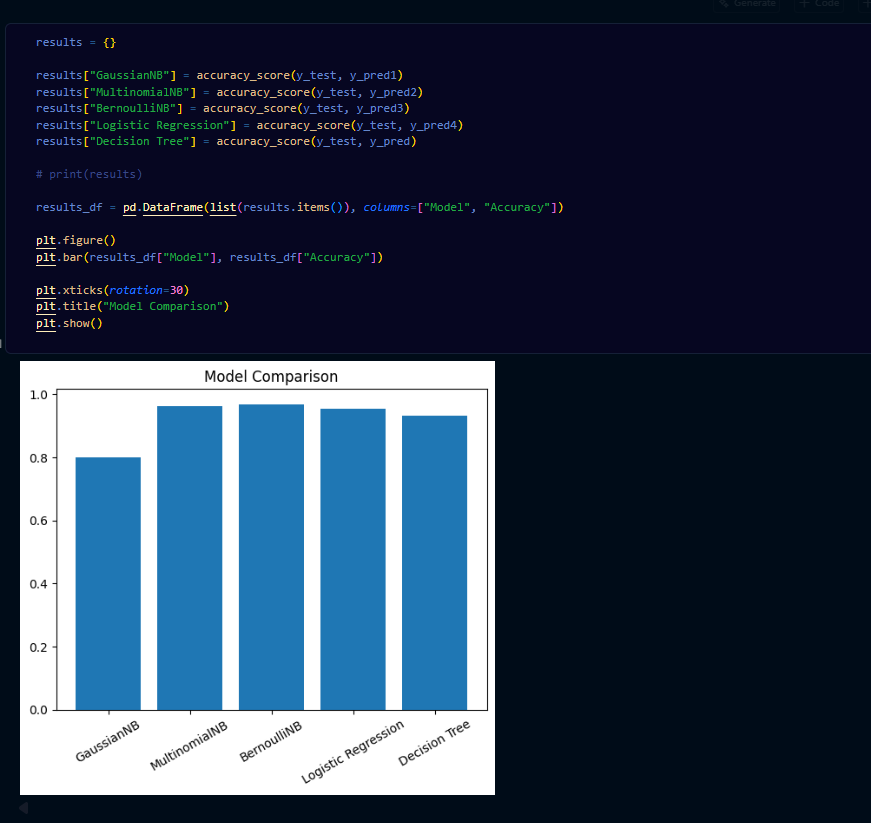 Generate + Code +
results = {}
results["GaussianNB"] = accuracy_score(y_test, y_pred1)
results["MultinomialNB"] = accuracy_score(y_test, y_pred2)
results["BernoulliNB"] = accuracy_score(y_test, y_pred3)
results["Logistic Regression"] = accuracy_score(y_test, y_pred4)
results["Decision Tree"] = accuracy_score(y_test, y_pred)
# print(results)
results_df = pd.DataFrame(list(results.items()), columns=["Model", "Accuracy"])
plt.figure()
plt.bar(results_df["Model"], results_df["Accuracy"])
plt.xticks(rotation=30)
plt.title("Model Comparison")
plt.show()
Model Comparison
1.0
0.8
0.6
0.4
0.2
0.0
GaussianNB
MultinomialNB
BernoulliNB
Logistic Regression
Decision Tree